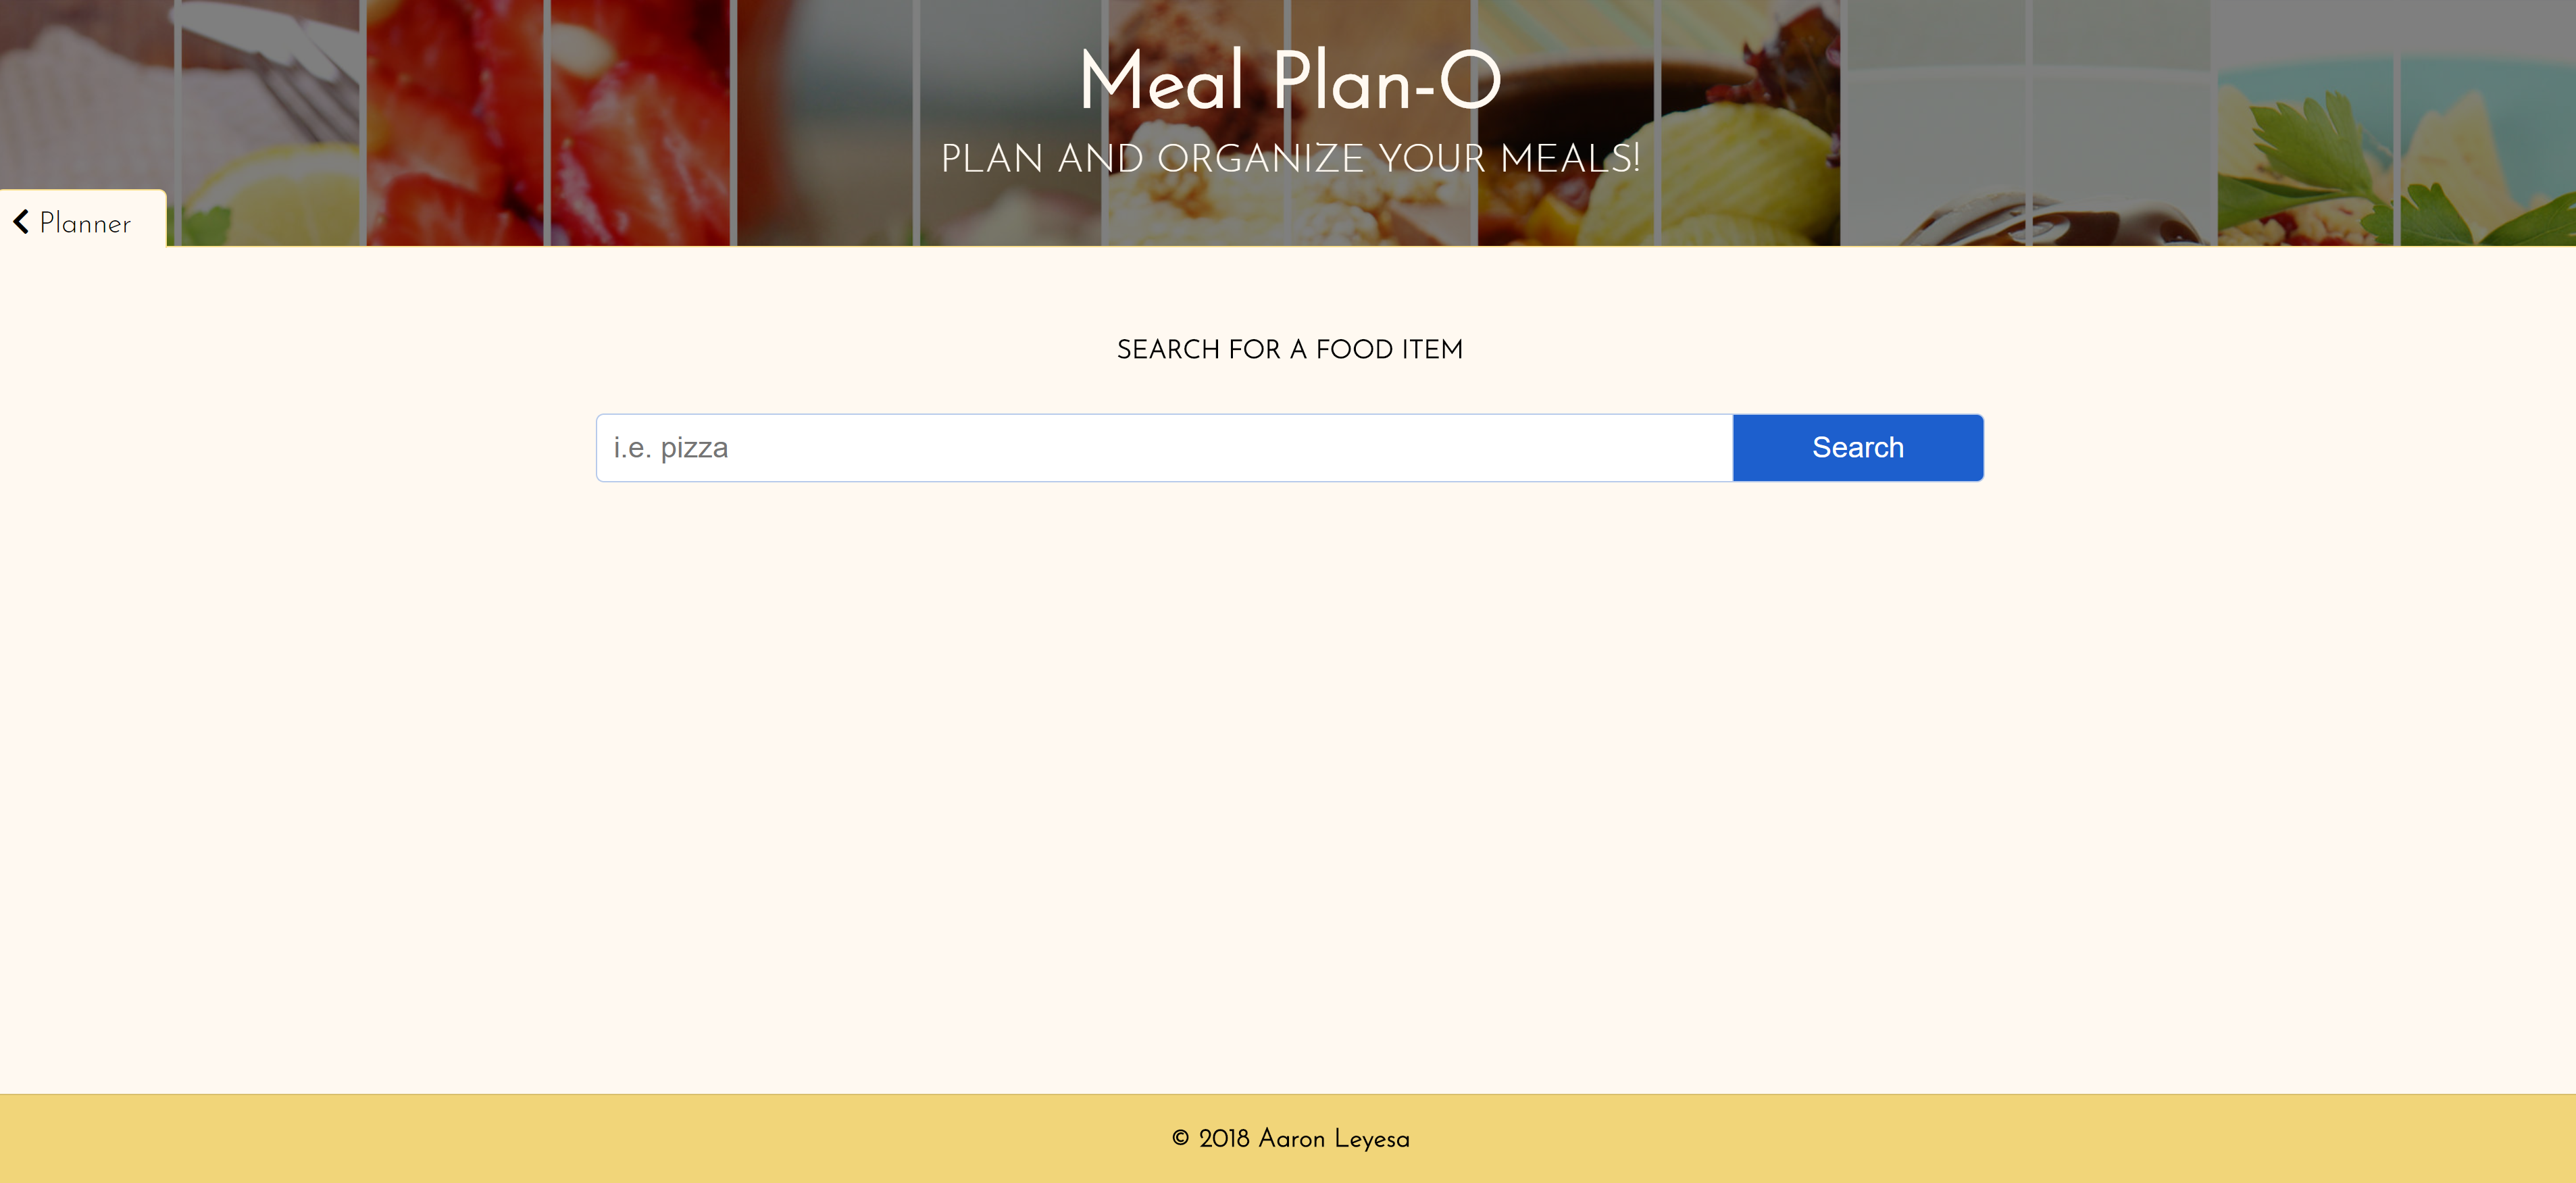 Meal Plan-O
PLAN AND ORGANIZE YOUR MEALS!
Planner
SEARCH FOR A FOOD ITEM
i.e. pizza
Search
© 2018 Aaron Leyesa